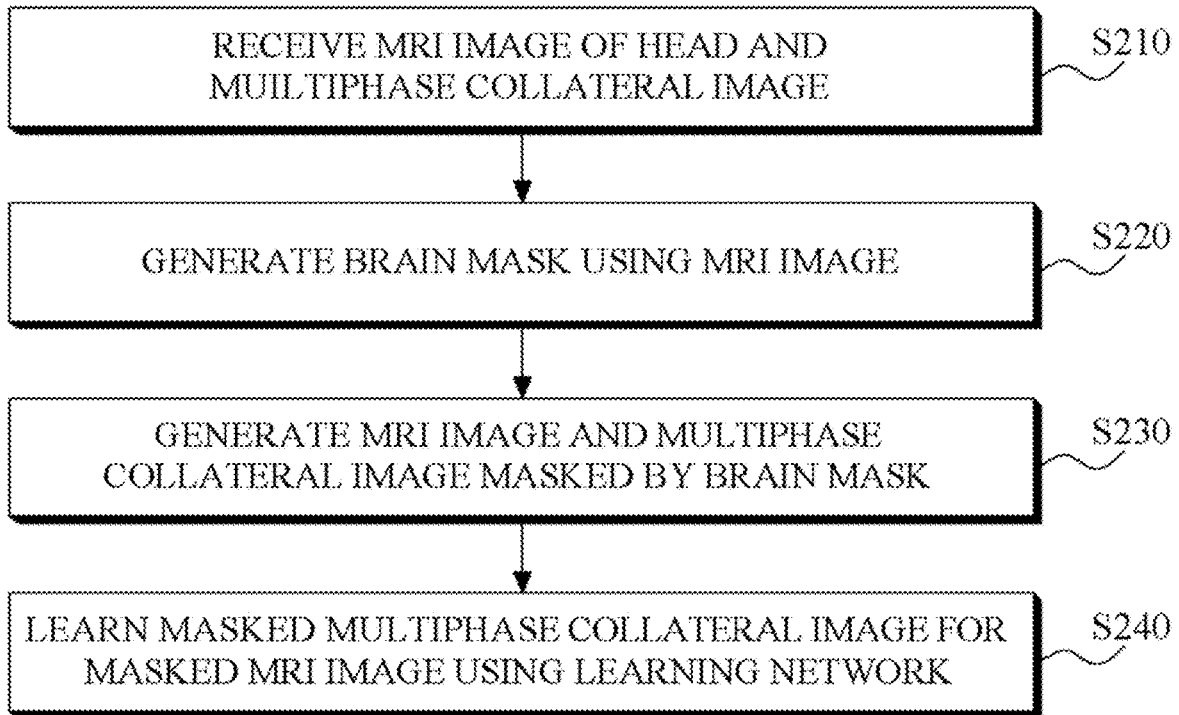 RECEIVE MRI IMAGE OF HEAD AND
MUILTIPHASE COLLATERAL IMAGE
S210
GENERATE BRAIN MASK USING MRI IMAGE
S220
GENERATE MRI IMAGE AND MULTIPHASE
COLLATERAL IMAGE MASKED BY BRAIN MASK
S230
LEARN MASKED MULTIPHASE COLLATERAL IMAGE FOR
MASKED MRI IMAGE USING LEARNING NETWORK
S240